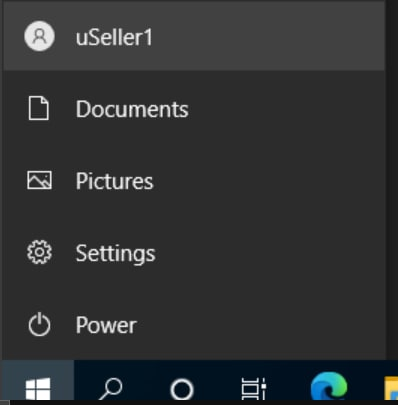 uSeller1
Documents
Pictures
Settings
Power